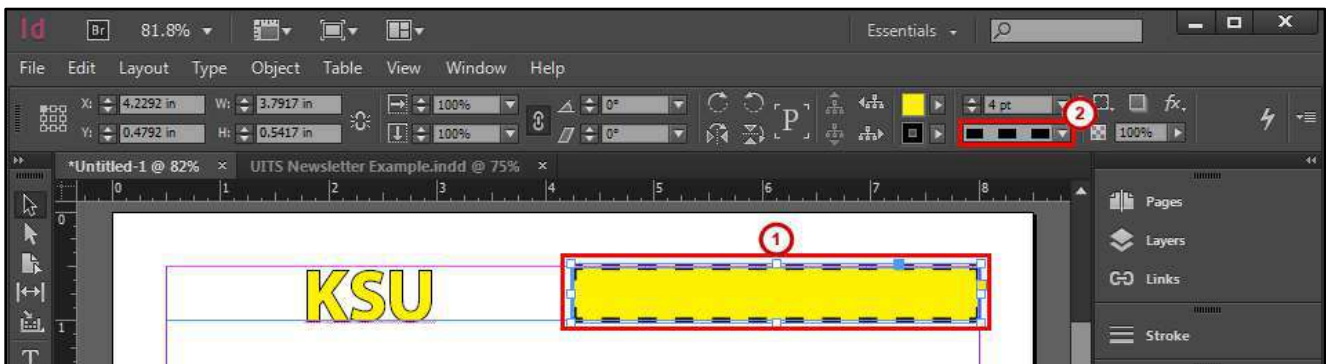 Id Br 81.8% Essentials
File Edit Layout Type Object Table View Window Help
X: 4.2292 in W: 3.7917 in 100% 0° P 4 pt 2 fx.
Y: 0.4792 in H: 0.5417 in 100% 0° 100%
*Untitled-1 @ 82% × UITS Newsletter Example.indd @ 75% ×
0 1 2 3 4 5 6 7 8
0
Pages
1
Layers
KSU
Links
1
Stroke
T